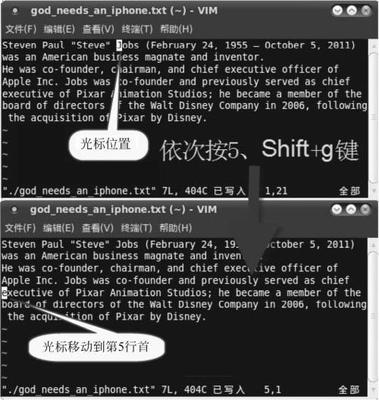 god_needs_an_iphone.txt (~) - VIM
文件(F) 编辑(E) 查看(V) 终端(T) 帮助(H)
Steven Paul "Steve" Jobs (February 24, 1955 – October 5, 2011)
was an American business magnate and inventor.
He was co-founder, chairman, and chief executive officer of
Apple Inc. Jobs was co-founder and previously served as chief
executive of Pixar Animation Studios; he became a member of the
board of directors of the Walt Disney Company in 2006, following
the acquisition of Pixar by Disney.
~
~
光标位置
依次按5、Shift+g键
~
~
~
"./god_needs_an_iphone.txt" 7L, 404C 已写入 1,21 全部
god_needs_an_iphone.txt (~) - VIM
文件(F) 编辑(E) 查看(V) 终端(T) 帮助(H)
Steven Paul "Steve" Jobs (February 24, 19 October 5, 2011)
was an American business magnate and inven
He was co-founder, chairman, and chief executive officer of
Apple Inc. Jobs was co-founder and previously served as chief
executive of Pixar Animation Studios; he became a member of the
board of directors of the Walt Disney Company in 2006, following
the acquisition of Pixar by Disney.
~
~
光标移动到第5行首
~
~
~
"./god_needs_an_iphone.txt" 7L, 404C 已写入 5,1 全部